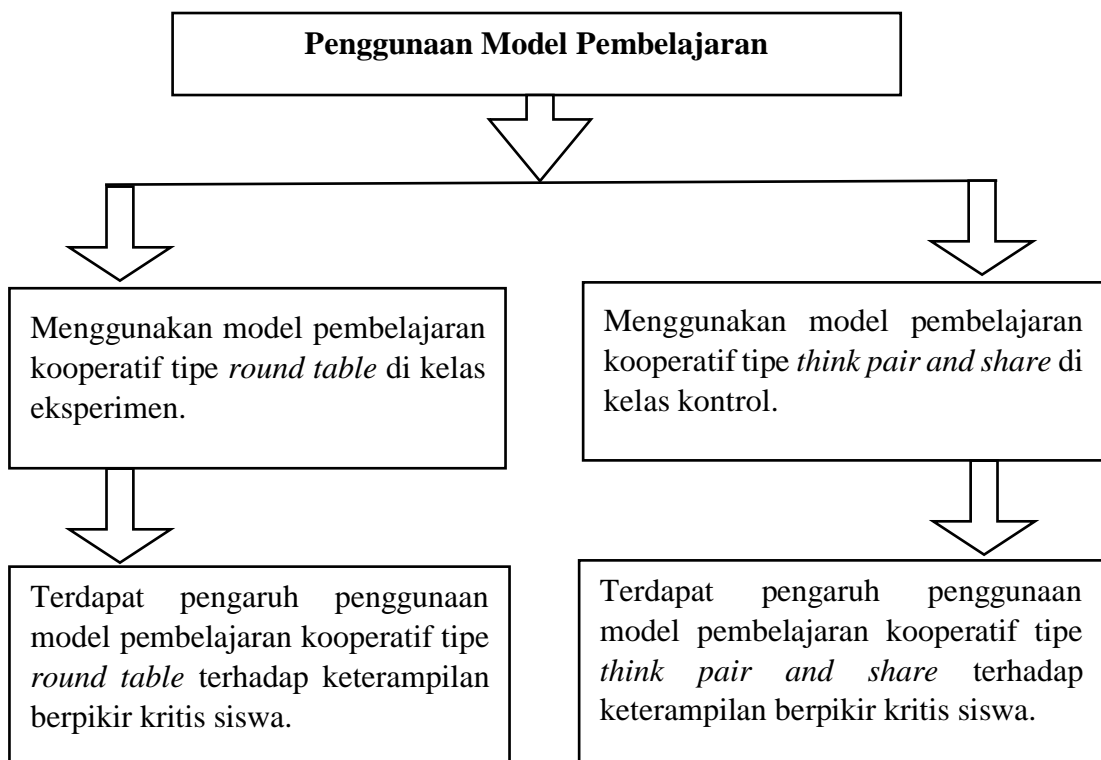 Penggunaan Model Pembelajaran
Menggunakan model pembelajaran
kooperatif tipe round table di kelas
eksperimen.
Menggunakan model pembelajaran
kooperatif tipe think pair and share di
kelas kontrol.
Terdapat pengaruh penggunaan
model pembelajaran kooperatif tipe
round table terhadap keterampilan
berpikir kritis siswa.
Terdapat pengaruh penggunaan
model pembelajaran kooperatif tipe
think pair and share terhadap
keterampilan berpikir kritis siswa.